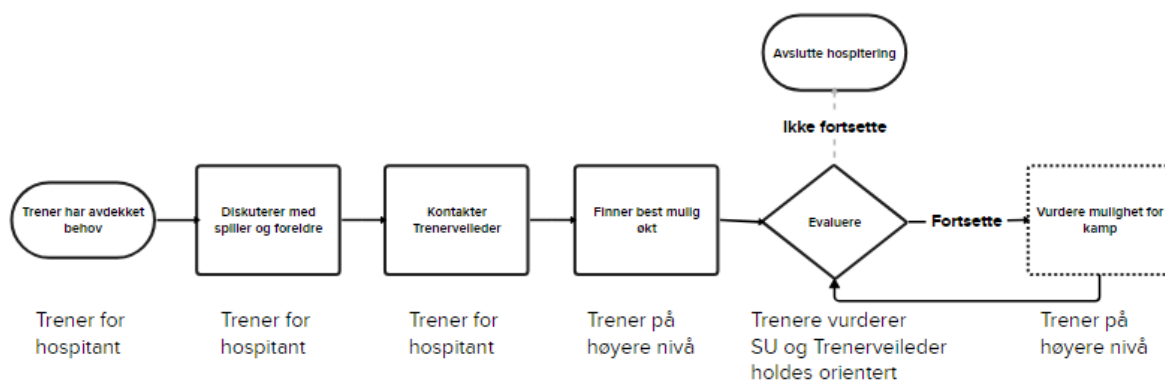 Avslutte hospitering
Ikke fortsette
Trener har avdekket
behov
Diskuterer med
spiller og foreldre
Kontakter
Trenerveileder
Finner best mulig
økt
Evaluere
Fortsette
Vurdere mulighet for
kamp
Trener for
hospitant
Trener for
hospitant
Trener for
hospitant
Trener på
høyere nivå
Trenere vurderer
SU og Trenerveileder
holdes orientert
Trener på
høyere nivå